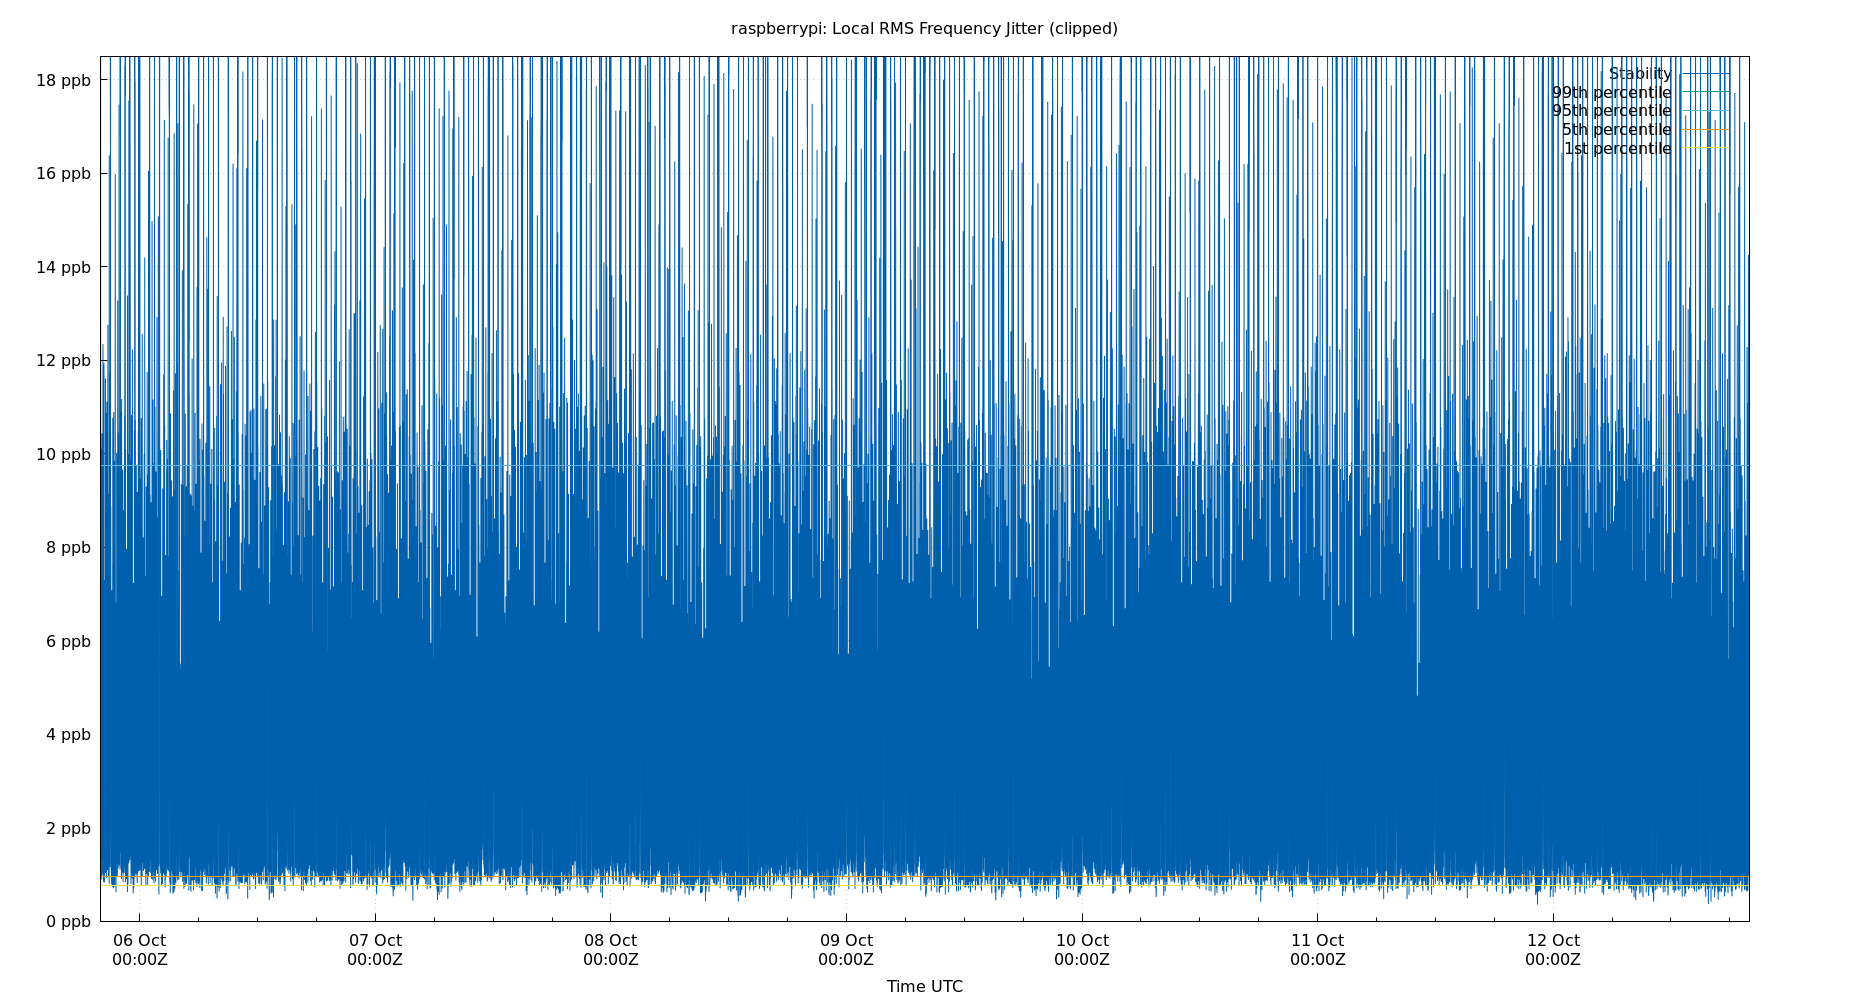 raspberrypi: Local RMS Frequency Jitter (clipped)
18 ppb
16 ppb
14 ppb
12 ppb
10 ppb
8 ppb
6 ppb
4 ppb
2 ppb
0 ppb
Stability
99th percentile
95th percentile
5th percentile
1st percentile
06 Oct
00:00Z
07 Oct
00:00Z
08 Oct
00:00Z
09 Oct
00:00Z
10 Oct
00:00Z
11 Oct
00:00Z
12 Oct
00:00Z
Time UTC